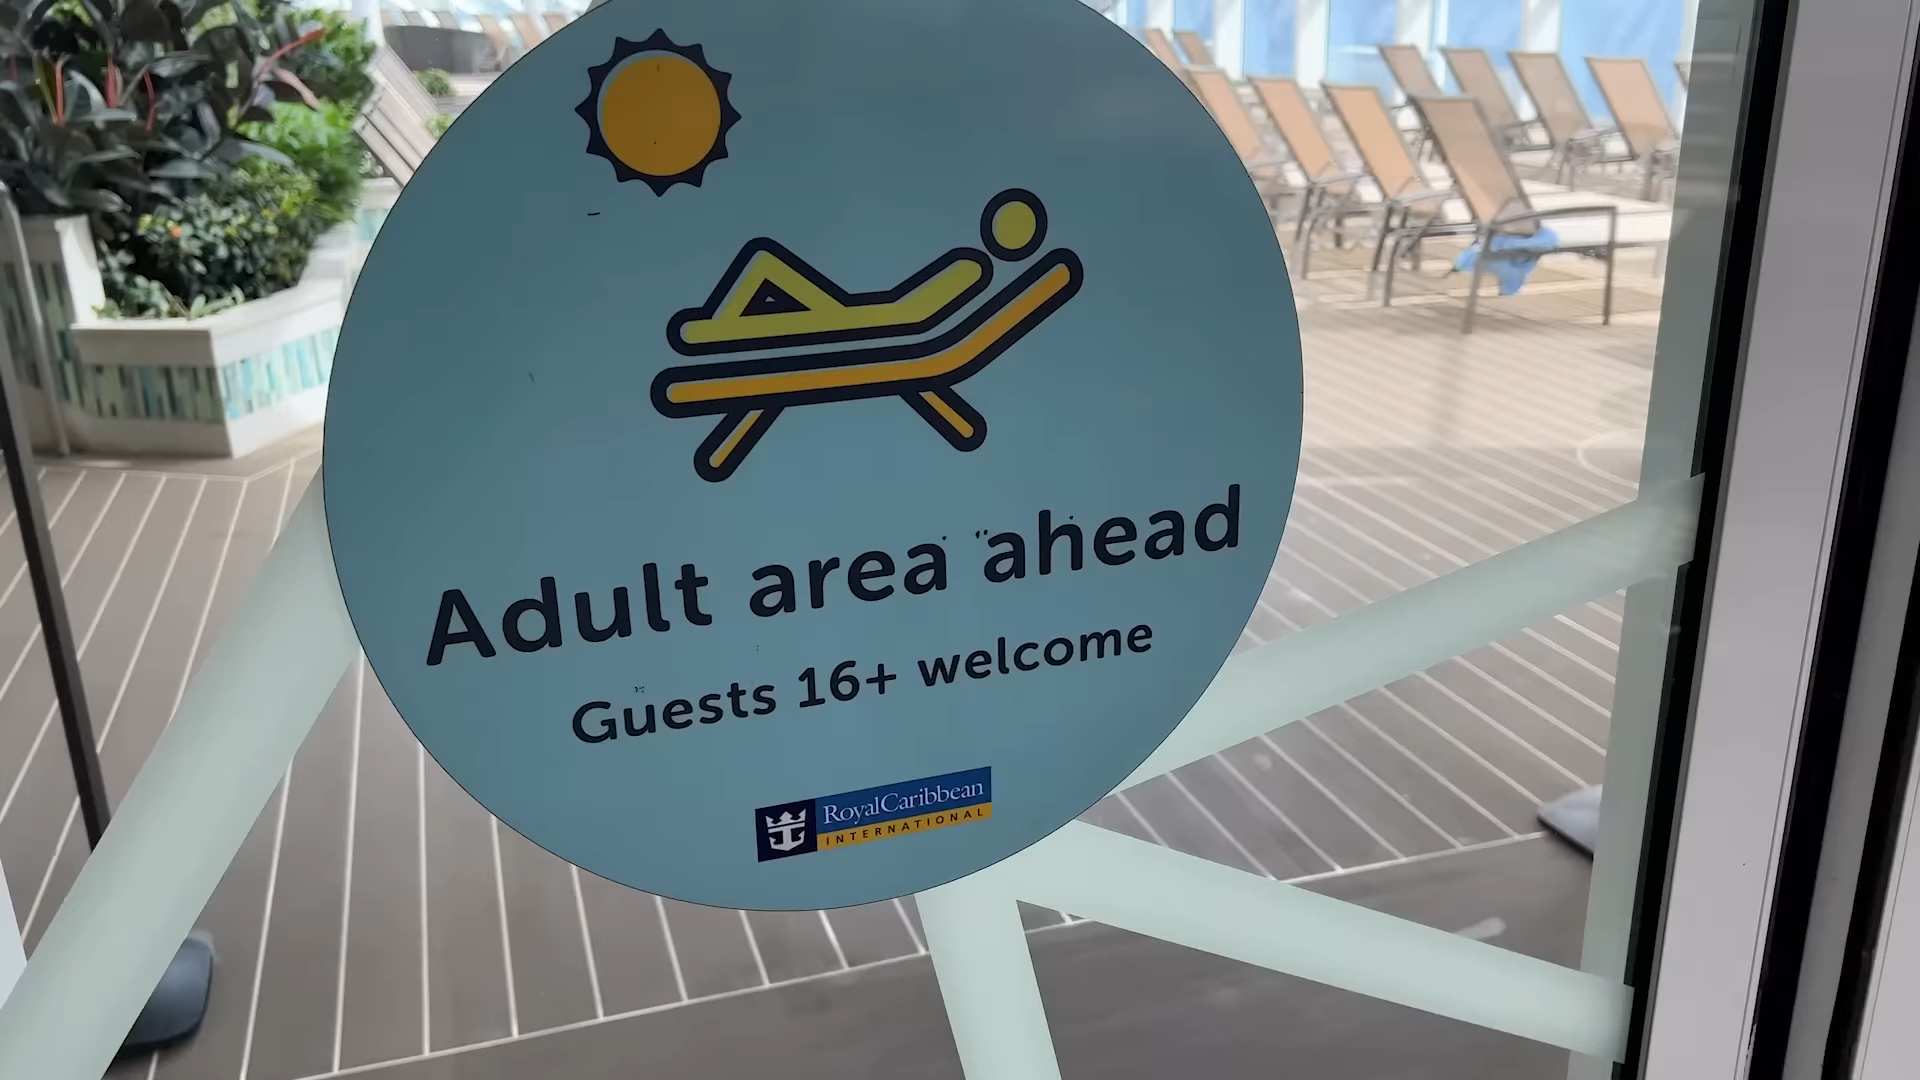 Adult area ahead
Guests 16+ welcome
RoyalCaribbean
INTERNATIONAL